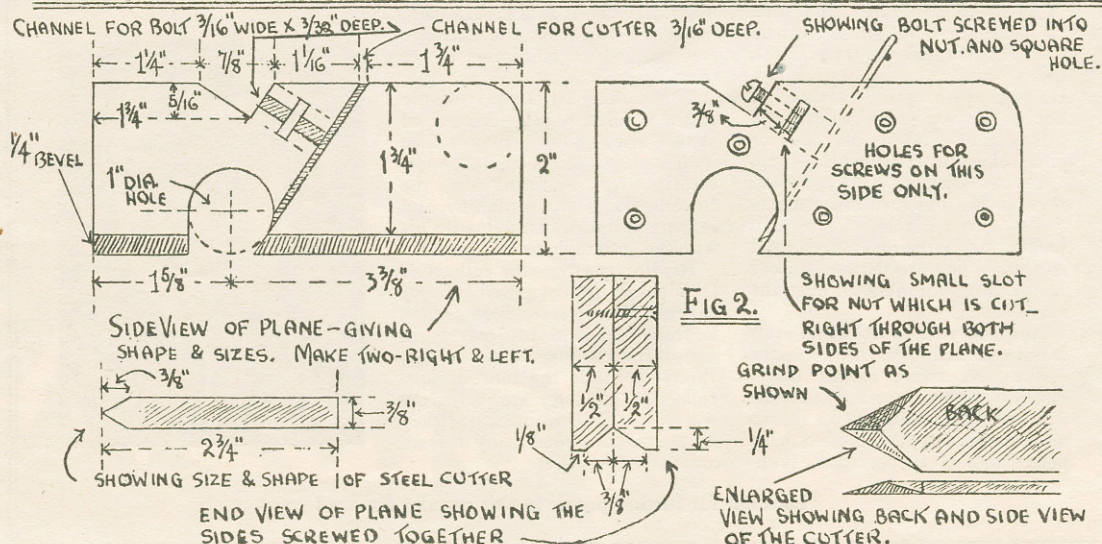 CHANNEL FOR BOLT 3/16" WIDE X 3/32" DEEP.
CHANNEL FOR CUTTER 3/16" DEEP.
SHOWING BOLT SCREWED INTO
NUT. AND SQUARE
HOLE.
1 1/4"
7/8"
1 1/16"
1 3/4"
5/16"
1 3/4"
1/4"
BEVEL
1" DIA.
HOLE
1 3/4"
2"
3/8"
HOLES FOR
SCREWS ON THIS
SIDE ONLY.
1 5/8"
3 3/8"
SIDE VIEW OF PLANE-GIVING
SHAPE & SIZES. MAKE TWO-RIGHT & LEFT.
FIG 2.
SHOWING SMALL SLOT
FOR NUT WHICH IS CUT
RIGHT THROUGH BOTH
SIDES OF THE PLANE.
3/8"
3/8"
2 3/4"
SHOWING SIZE & SHAPE OF STEEL CUTTER
1/2"
1/2"
1/8"
1/4"
3/8"
END VIEW OF PLANE SHOWING THE
SIDES SCREWED TOGETHER
GRIND POINT AS
SHOWN
BACK
ENLARGED
VIEW SHOWING BACK AND SIDE VIEW
OF THE CUTTER.